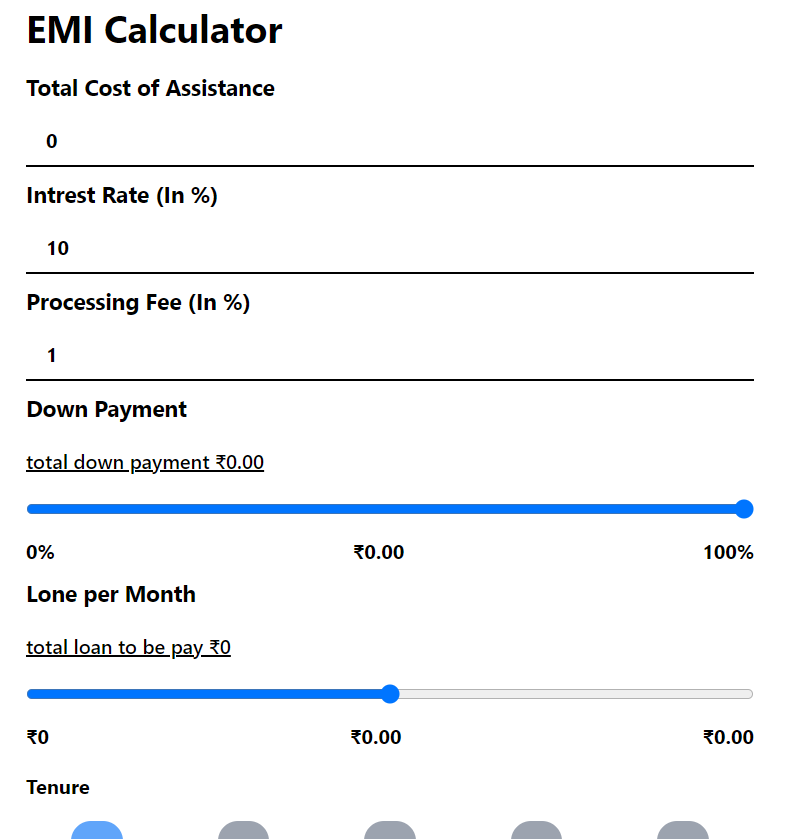 EMI Calculator
Total Cost of Assistance
0
Intrest Rate (In %)
10
Processing Fee (In %)
1
Down Payment
total down payment ₹0.00
0% ₹0.00 100%
Lone per Month
total loan to be pay ₹0
₹0 ₹0.00 ₹0.00
Tenure